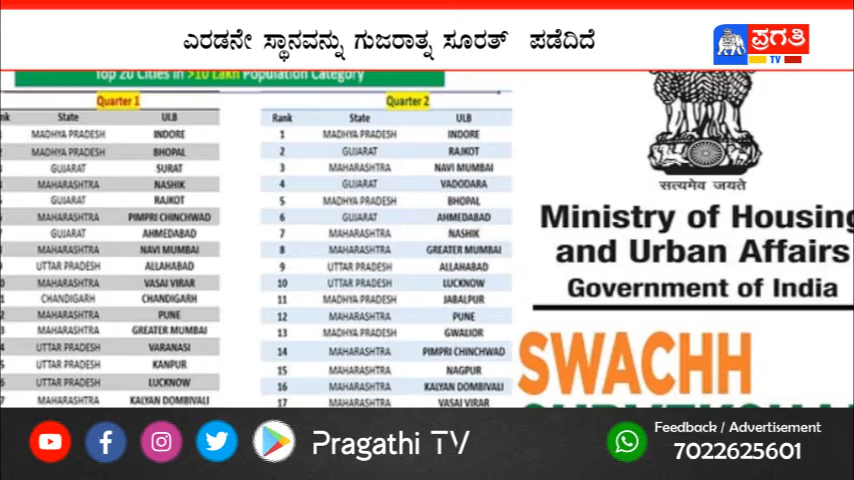 ಎರಡನೇ ಸ್ಥಾನವನ್ನು ಗುಜರಾತ್ನ ಸೂರತ್ ಪಡೆದಿದೆ
ಪ್ರಗತಿ
TV
Top 20 Cities in >10 Lakh Population Category
Quarter 1
State ULB
MADHYA PRADESH INDORE
MADHYA PRADESH BHOPAL
GUJARAT SURAT
MAHARASHTRA NASHIK
GUJARAT RAJKOT
MAHARASHTRA PIMPRI CHINCHWAD
GUJARAT AHMEDABAD
MAHARASHTRA NAVI MUMBAI
UTTAR PRADESH ALLAHABAD
MAHARASHTRA VASAI VIRAR
CHANDIGARH CHANDIGARH
MAHARASHTRA PUNE
MAHARASHTRA GREATER MUMBAI
UTTAR PRADESH VARANASI
UTTAR PRADESH KANPUR
UTTAR PRADESH LUCKNOW
MAHARASHTRA KALYAN DOMBIVALI
Quarter 2
Rank State ULB
1 MADHYA PRADESH INDORE
2 GUJARAT RAJKOT
3 MAHARASHTRA NAVI MUMBAI
4 GUJARAT VADODARA
5 MADHYA PRADESH BHOPAL
6 GUJARAT AHMEDABAD
7 MAHARASHTRA NASHIK
8 MAHARASHTRA GREATER MUMBAI
9 UTTAR PRADESH ALLAHABAD
10 UTTAR PRADESH LUCKNOW
11 MADHYA PRADESH JABALPUR
12 MAHARASHTRA PUNE
13 MADHYA PRADESH GWALIOR
14 MAHARASHTRA PIMPRI CHINCHWAD
15 MAHARASHTRA NAGPUR
16 MAHARASHTRA KALYAN DOMBIVALI
17 MAHARASHTRA VASAI VIRAR
सत्यमेव जयते
Ministry of Housing
and Urban Affairs
Government of India
SWACHH
Pragathi TV
Feedback / Advertisement
7022625601